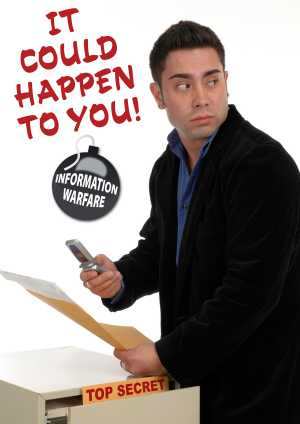 IT
COULD
HAPPEN
TO YOU!
INFORMATION
WARFARE
TOP SECRET